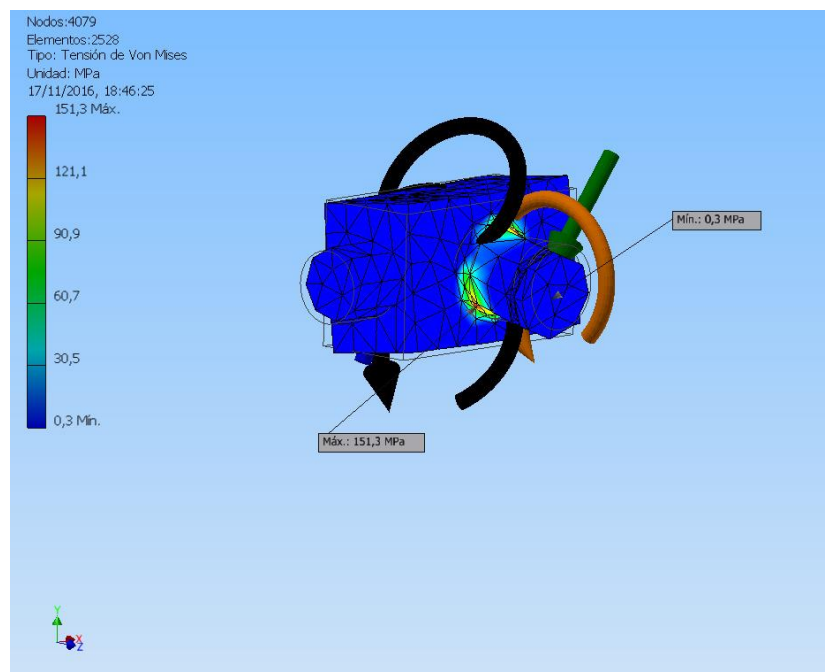 Nodos:4079
Elementos:2528
Tipo: Tensión de Von Mises
Unidad: MPa
17/11/2016, 18:46:25
151,3 Máx.
121,1
90,9
60,7
30,5
0,3 Mín.
Mín.: 0,3 MPa
Máx.: 151,3 MPa
Y
X
Z